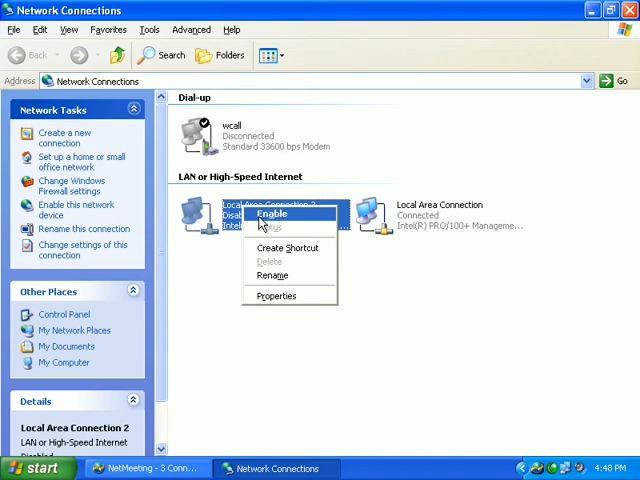 Network Connections
File Edit View Favorites Tools Advanced Help
Back Search Folders
Address Network Connections Go
Network Tasks
Create a new
connection
Set up a home or small
office network
Change Windows
Firewall settings
Enable this network
device
Rename this connection
Change settings of this
connection
Other Places
Control Panel
My Network Places
My Documents
My Computer
Details
Local Area Connection 2
LAN or High-Speed Internet
Disabled
Dial-up
wcall
Disconnected
Standard 33600 bps Modem
LAN or High-Speed Internet
Local Area Connection 2
Enable
Create Shortcut
Delete
Rename
Properties
Local Area Connection
Connected
Intel(R) PRO/100+ Manageme...
start
NetMeeting - 3 Conn...
Network Connections
4:48 PM